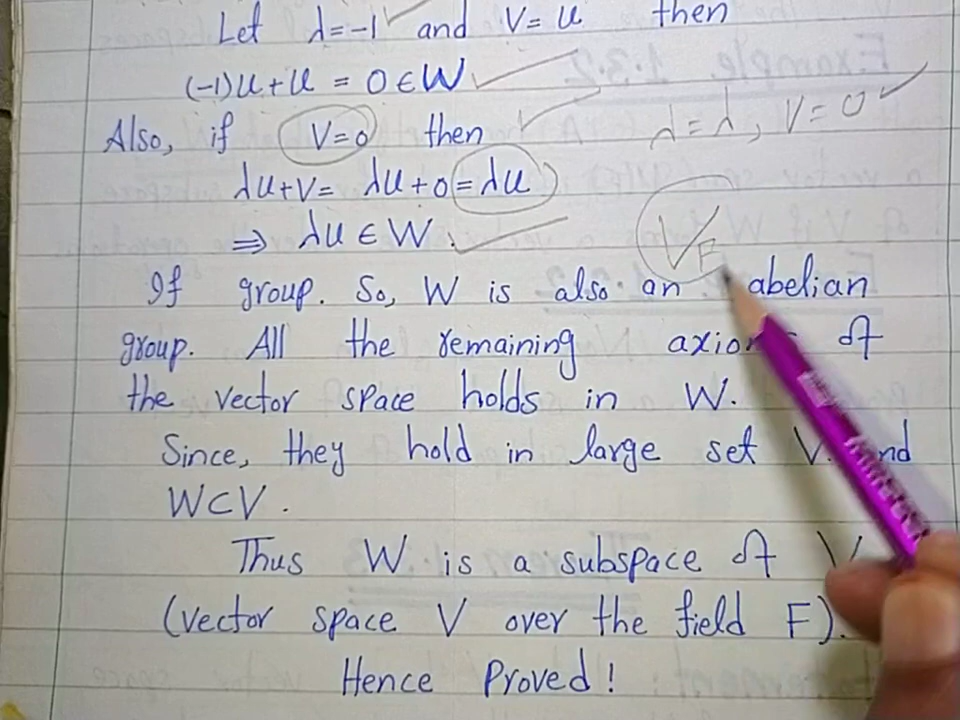 Let λ=-1 and V= u then
(-1)u+u = 0 ∈ W
Also, if V=0 then
λ=λ, V=0
λu+v= λu+0=λu
⇒ λu ∈ W.
V_F
If group. So, W is also an abelian
group. All the remaining of
the vector space holds in W.
Since, they hold in large set V
W⊂V.
Thus W is a subspace of V
(vector space V over the field F).
Hence Proved!